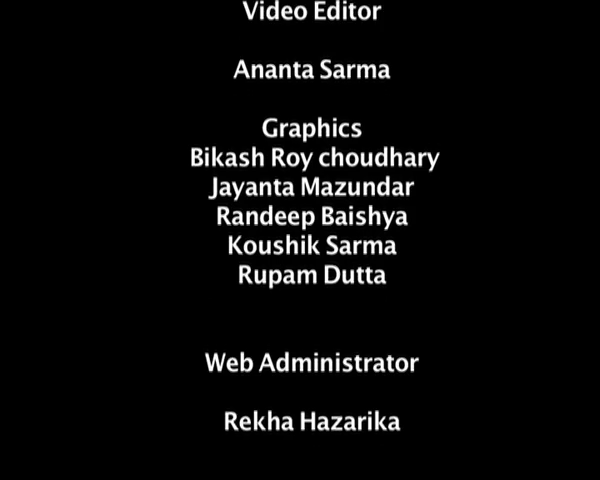 Video Editor
Ananta Sarma
Graphics
Bikash Roy choudhary
Jayanta Mazundar
Randeep Baishya
Koushik Sarma
Rupam Dutta
Web Administrator
Rekha Hazarika